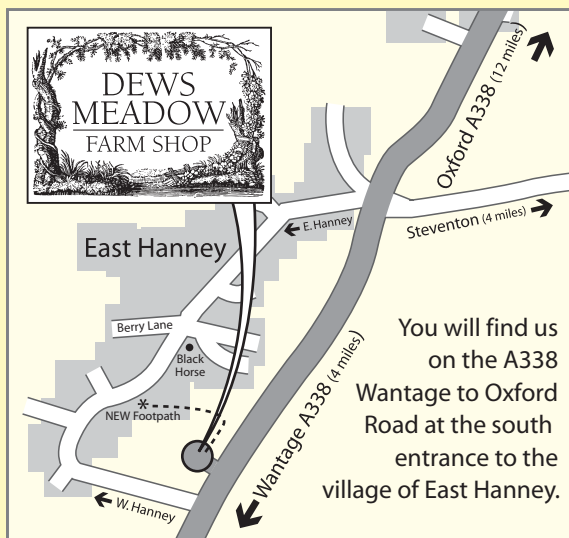 DEWS
MEADOW
FARM SHOP
Oxford A338 (12 miles)
E. Hanney
Steventon (4 miles)
East Hanney
Berry Lane
Black
Horse
NEW Footpath
Wantage A338 (4 miles)
W. Hanney
You will find us
on the A338
Wantage to Oxford
Road at the south
entrance to the
village of East Hanney.